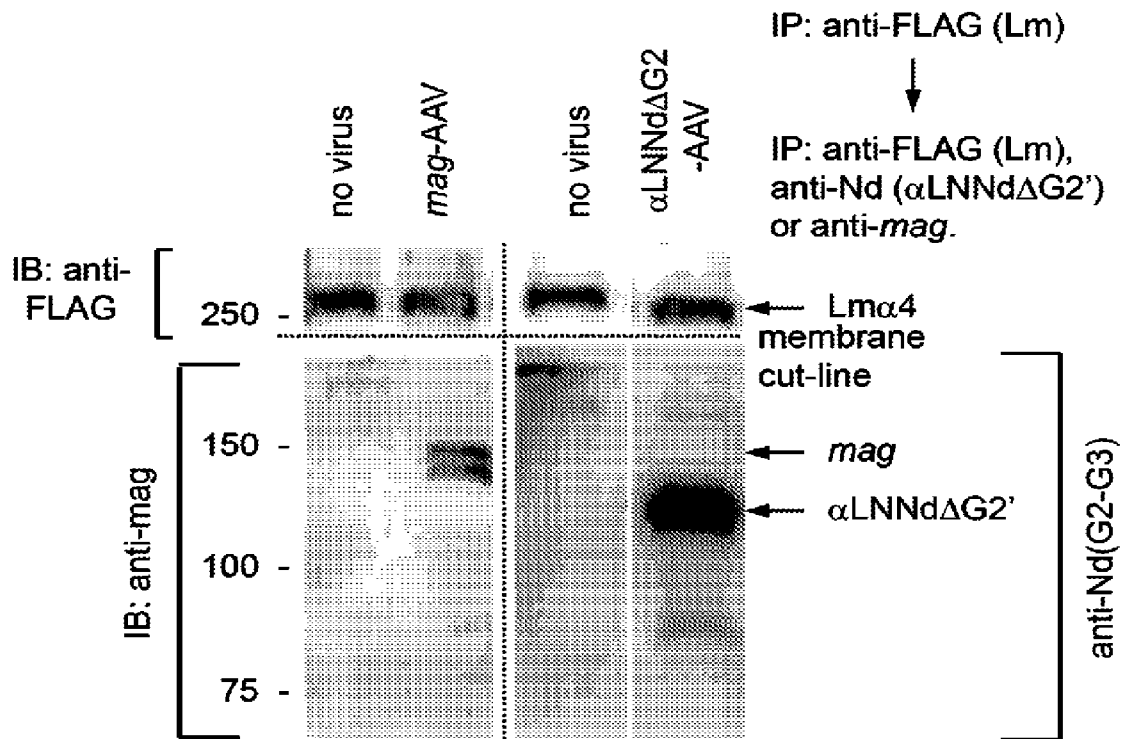 IP: anti-FLAG (Lm)
IP: anti-FLAG (Lm),
anti-Nd (αLNNdΔG2')
or anti-mag.
no virus
mag-AAV
no virus
αLNNdΔG2
-AAV
IB: anti-
FLAG
250 -
Lmα4
membrane
cut-line
150 -
mag
αLNNdΔG2'
100 -
75 -
IB: anti-mag
anti-Nd(G2-G3)